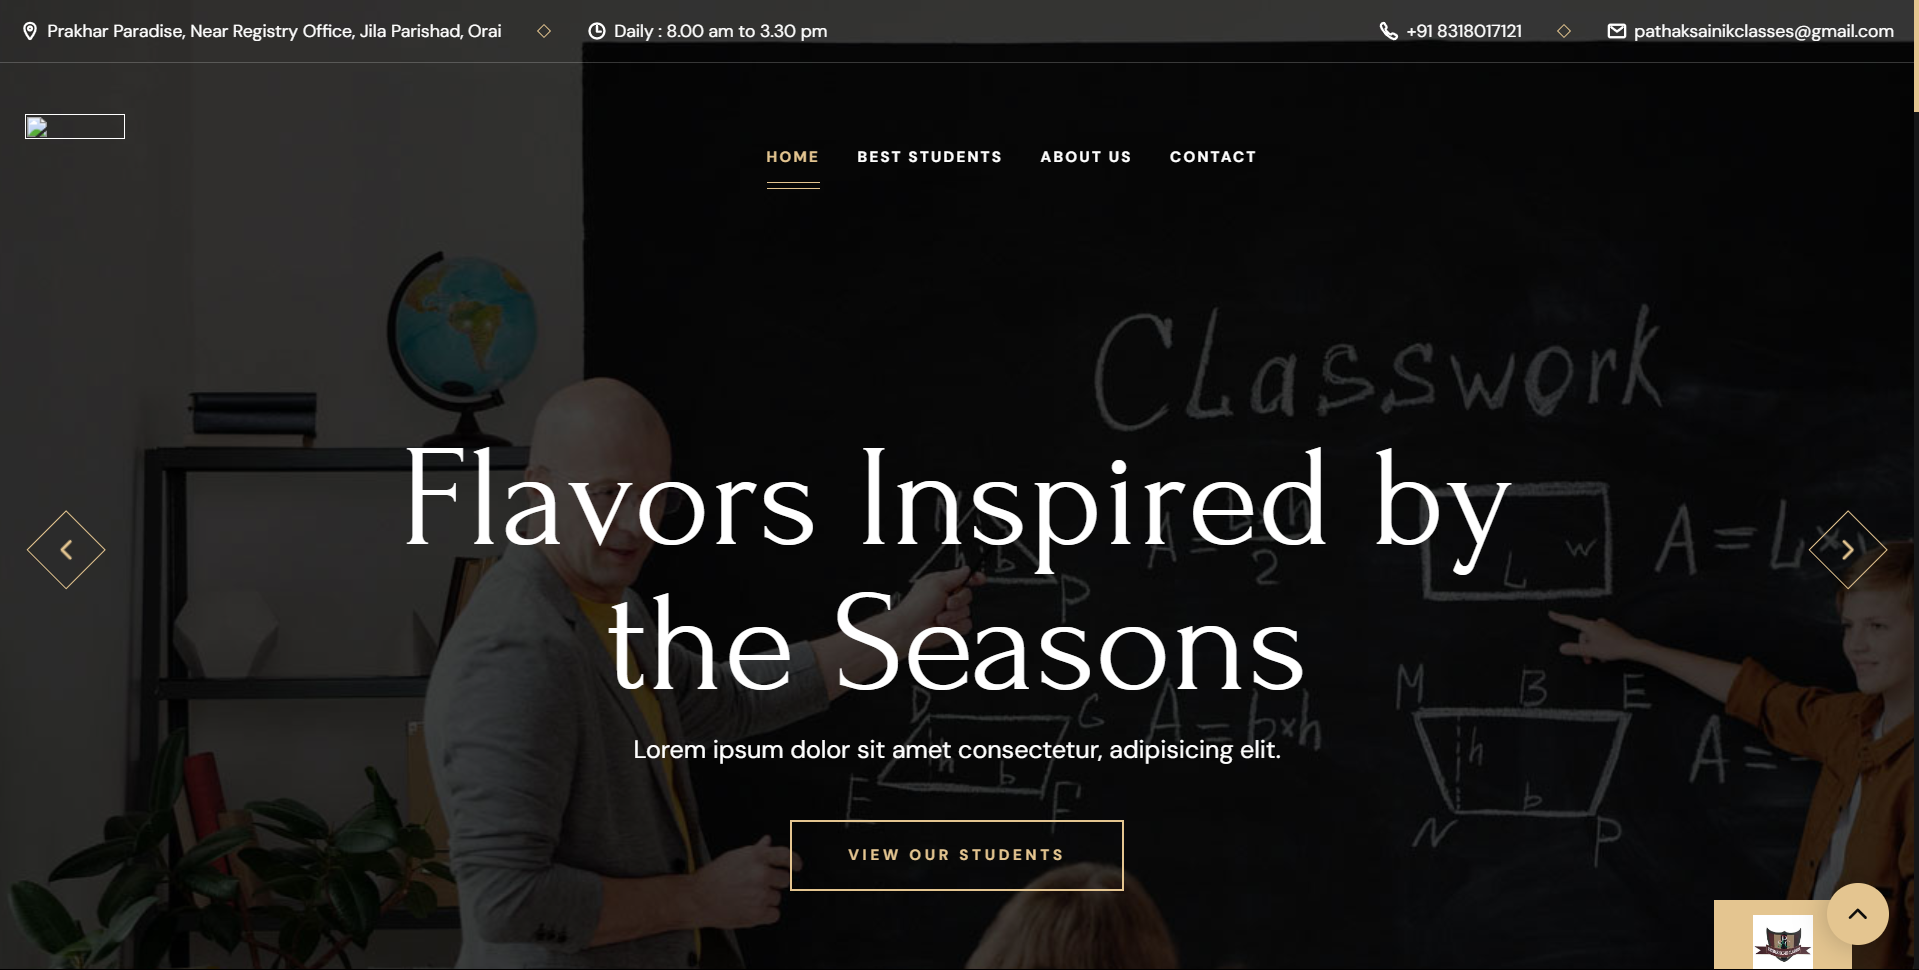 Prakhar Paradise, Near Registry Office, Jila Parishad, Orai
Daily : 8.00 am to 3.30 pm
+91 8318017121
pathaksainikclasses@gmail.com
HOME
BEST STUDENTS
ABOUT US
CONTACT
Classwork
Flavors Inspired by
the Seasons
Lorem ipsum dolor sit amet consectetur, adipisicing elit.
VIEW OUR STUDENTS
A = L
W
L
2
P
M B E
D G A = b×h
h
h b
A =
E F
b
N P